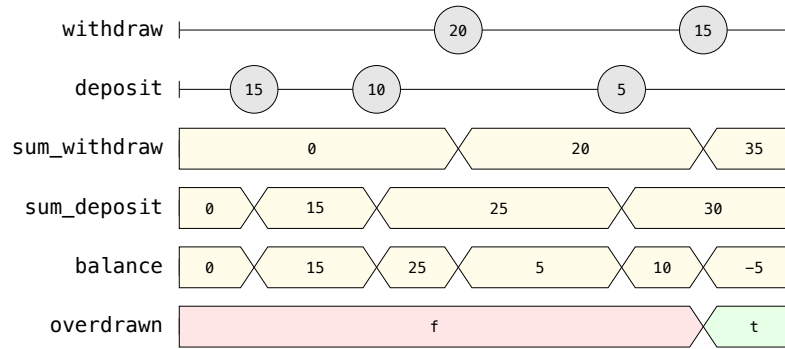 withdraw 20 15
deposit 15 10 5
sum_withdraw 0 20 35
sum_deposit 0 15 25 30
balance 0 15 25 5 10 −5
overdrawn f t